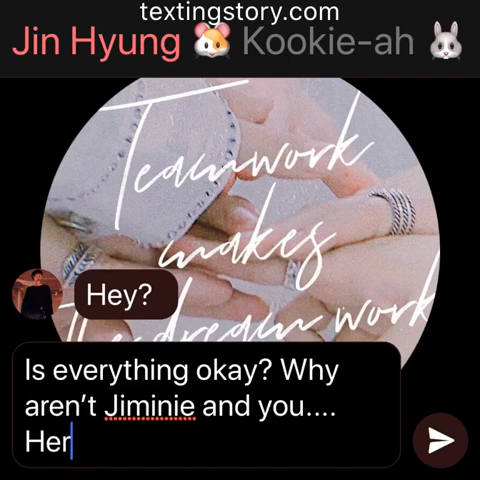 textingstory.com
Jin Hyung 🐹 Kookie-ah 🐰
Teamwork
makes
Hey?
The dream work
Is everything okay? Why
aren’t Jiminie and you....
Her